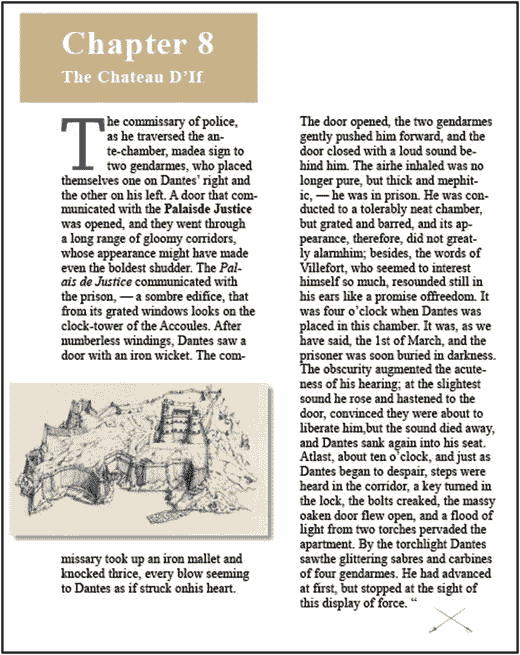 Chapter 8
The Chateau D'If
The commissary of police,
as he traversed the an-
te-chamber, madea sign to
two gendarmes, who placed
themselves one on Dantes' right and
the other on his left. A door that com-
municated with the Palaisde Justice
was opened, and they went through
a long range of gloomy corridors,
whose appearance might have made
even the boldest shudder. The Pal-
ais de Justice communicated with
the prison, — a sombre edifice, that
from its grated windows looks on the
clock-tower of the Accoules. After
numberless windings, Dantes saw a
door with an iron wicket. The com-
missary took up an iron mallet and
knocked thrice, every blow seeming
to Dantes as if struck onhis heart.
The door opened, the two gendarmes
gently pushed him forward, and the
door closed with a loud sound be-
hind him. The airhe inhaled was no
longer pure, but thick and mephit-
ic, — he was in prison. He was con-
ducted to a tolerably neat chamber,
but grated and barred, and its ap-
pearance, therefore, did not great-
ly alarmhim; besides, the words of
Villefort, who seemed to interest
himself so much, resounded still in
his ears like a promise offreedom. It
was four o'clock when Dantes was
placed in this chamber. It was, as we
have said, the 1st of March, and the
prisoner was soon buried in darkness.
The obscurity augmented the acute-
ness of his hearing; at the slightest
sound he rose and hastened to the
door, convinced they were about to
liberate him,but the sound died away,
and Dantes sank again into his seat.
Atlast, about ten o'clock, and just as
Dantes began to despair, steps were
heard in the corridor, a key turned in
the lock, the bolts creaked, the massy
oaken door flew open, and a flood of
light from two torches pervaded the
apartment. By the torchlight Dantes
sawthe glittering sabres and carbines
of four gendarmes. He had advanced
at first, but stopped at the sight of
this display of force. “